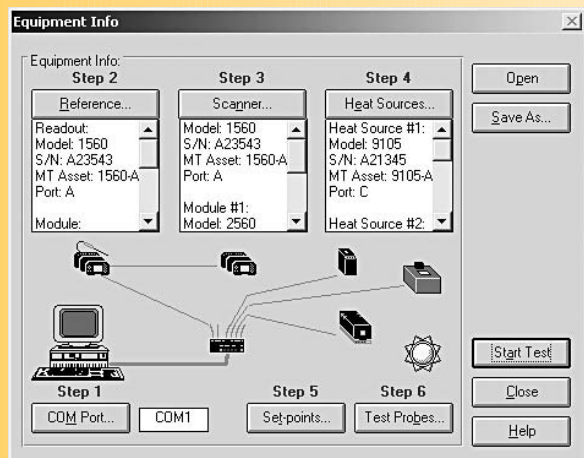 Equipment Info
Equipment Info:
Step 2
Reference...
Readout:
Model: 1560
S/N: A23543
MT Asset: 1560-A
Port: A
Module:
Step 3
Scanner...
Model: 1560
S/N: A23543
MT Asset: 1560-A
Port: A
Module #1:
Model: 2560
Step 4
Heat Sources...
Heat Source #1:
Model: 9105
S/N: A21345
MT Asset: 9105-A
Port: C
Heat Source #2:
Open
Save As...
Step 1
COM Port...
COM1
Step 5
Set-points...
Step 6
Test Probes...
Start Test
Close
Help